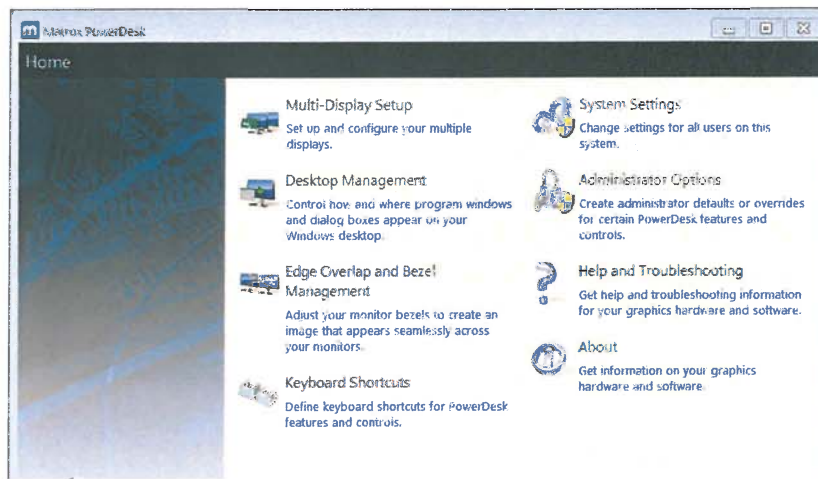 Matrox PowerDesk
Home
Multi-Display Setup
Set up and configure your multiple
displays.
Desktop Management
Control how and where program windows
and dialog boxes appear on your
Windows desktop.
Edge Overlap and Bezel
Management
Adjust your monitor bezels to create an
image that appears seamlessly across
your monitors.
Keyboard Shortcuts
Define keyboard shortcuts for PowerDesk
features and controls.
System Settings
Change settings for all users on this
system.
Administrator Options
Create administrator defaults or overrides
for certain PowerDesk features and
controls.
Help and Troubleshooting
Get help and troubleshooting information
for your graphics hardware and software.
About
Get information on your graphics
hardware and software.